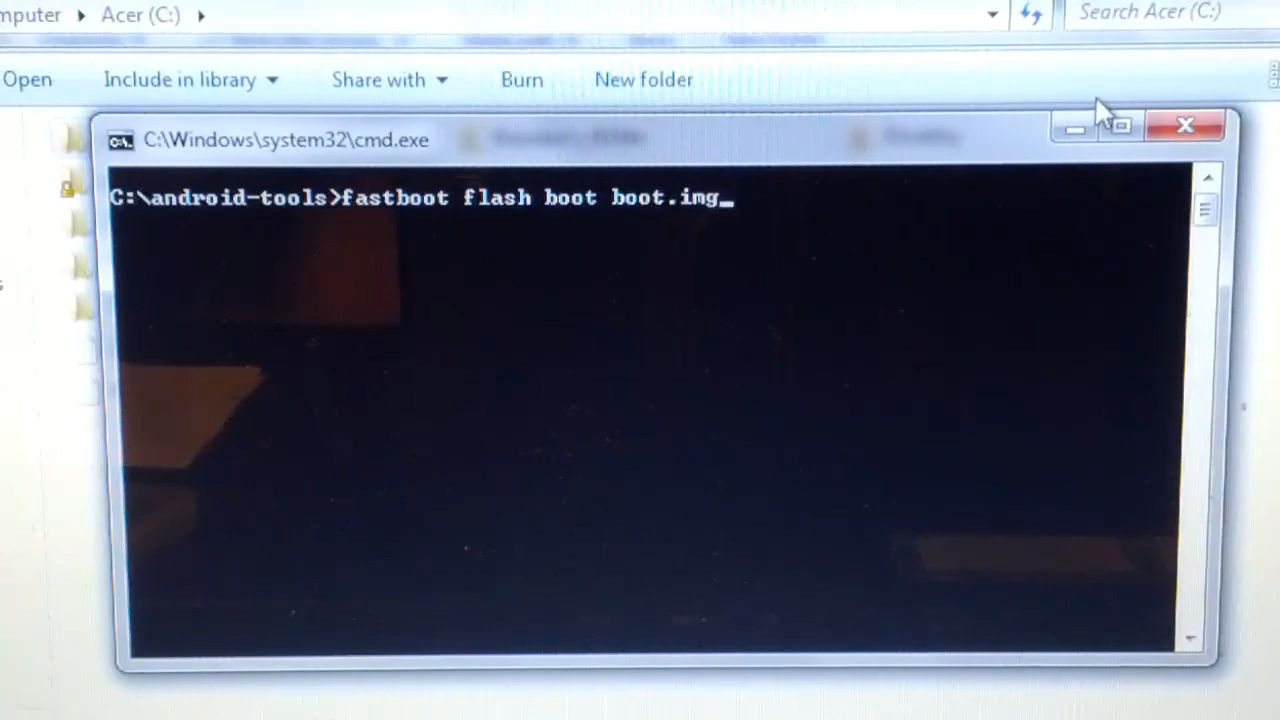 Acer (C:)
Search Acer (C:)
Open
Include in library
Share with
Burn
New folder
C:\Windows\system32\cmd.exe
C:\android-tools>fastboot flash boot boot.img_